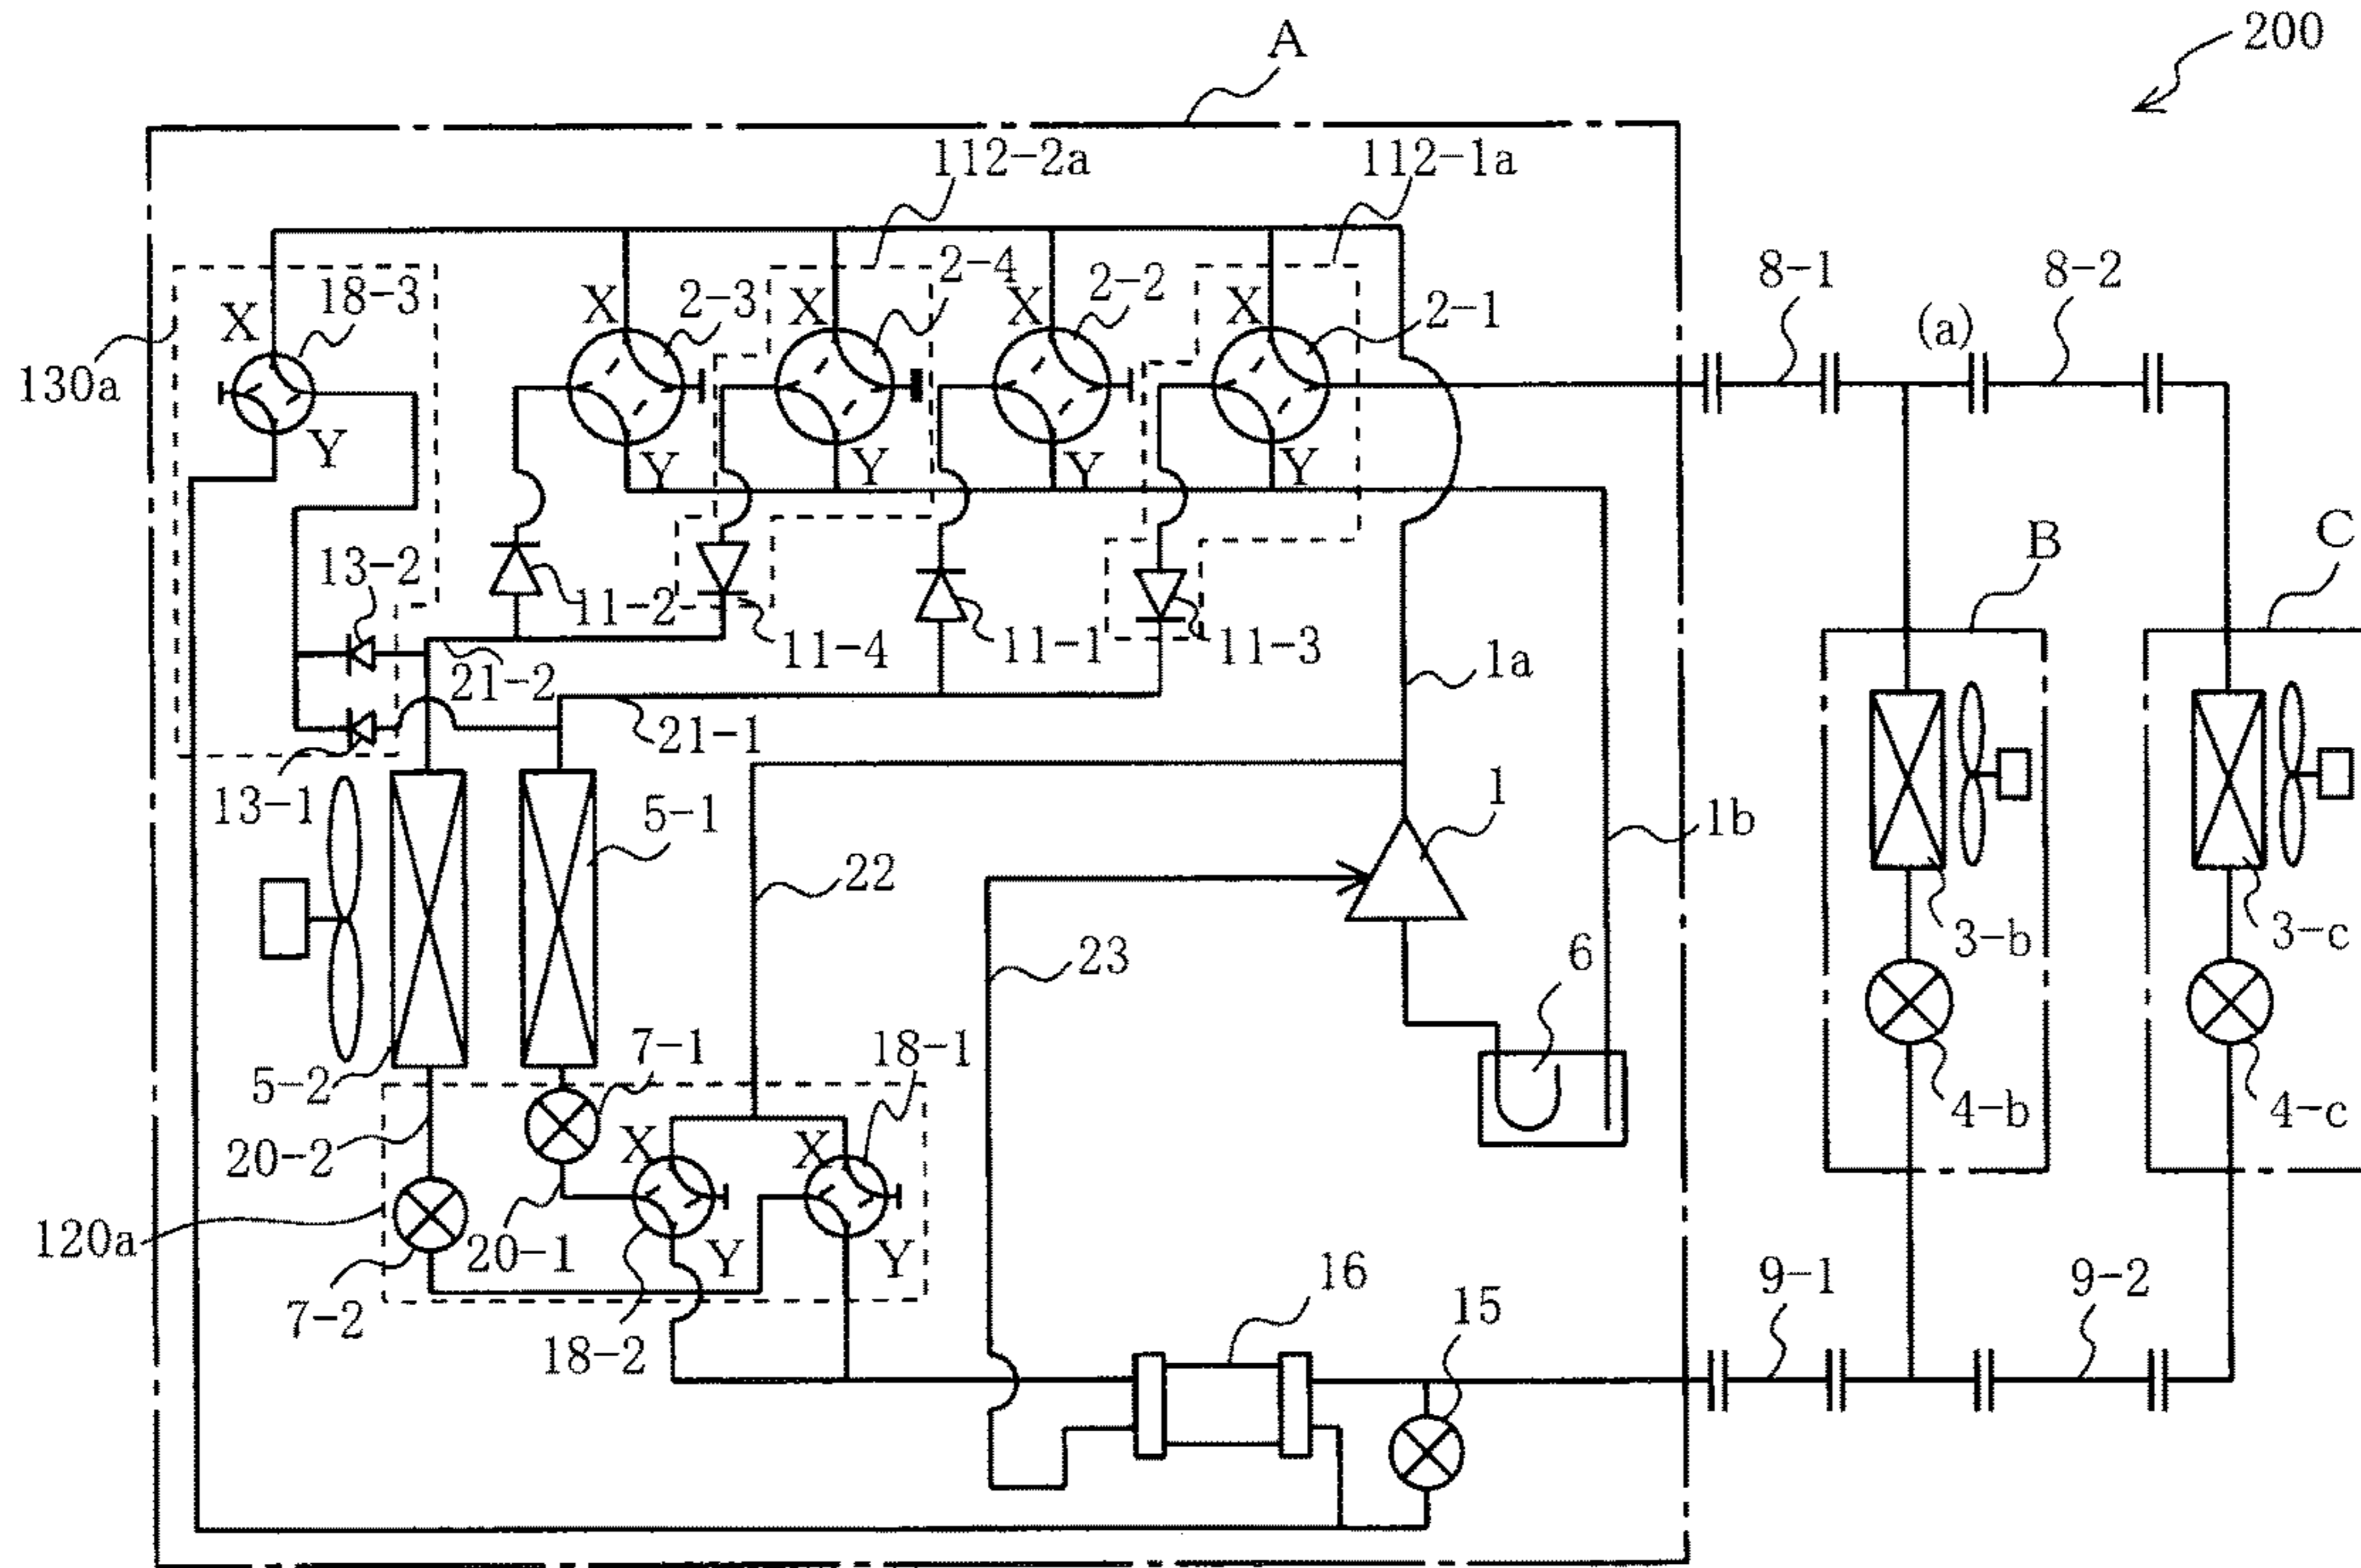 200
A
112-2a
112-1a
8-1
8-2
(a)
18-3
X
2-3
X
2-4
X
2-2
X
2-1
X
130a
Y
Y
Y
Y
Y
B
C
13-2
11-2
11-4
11-1
11-3
21-2
21-1
1a
13-1
5-1
1
1b
22
23
6
3-b
3-c
5-2
7-1
18-1
4-b
4-c
20-2
X
X
120a
20-1
Y
Y
7-2
18-2
16
15
9-1
9-2